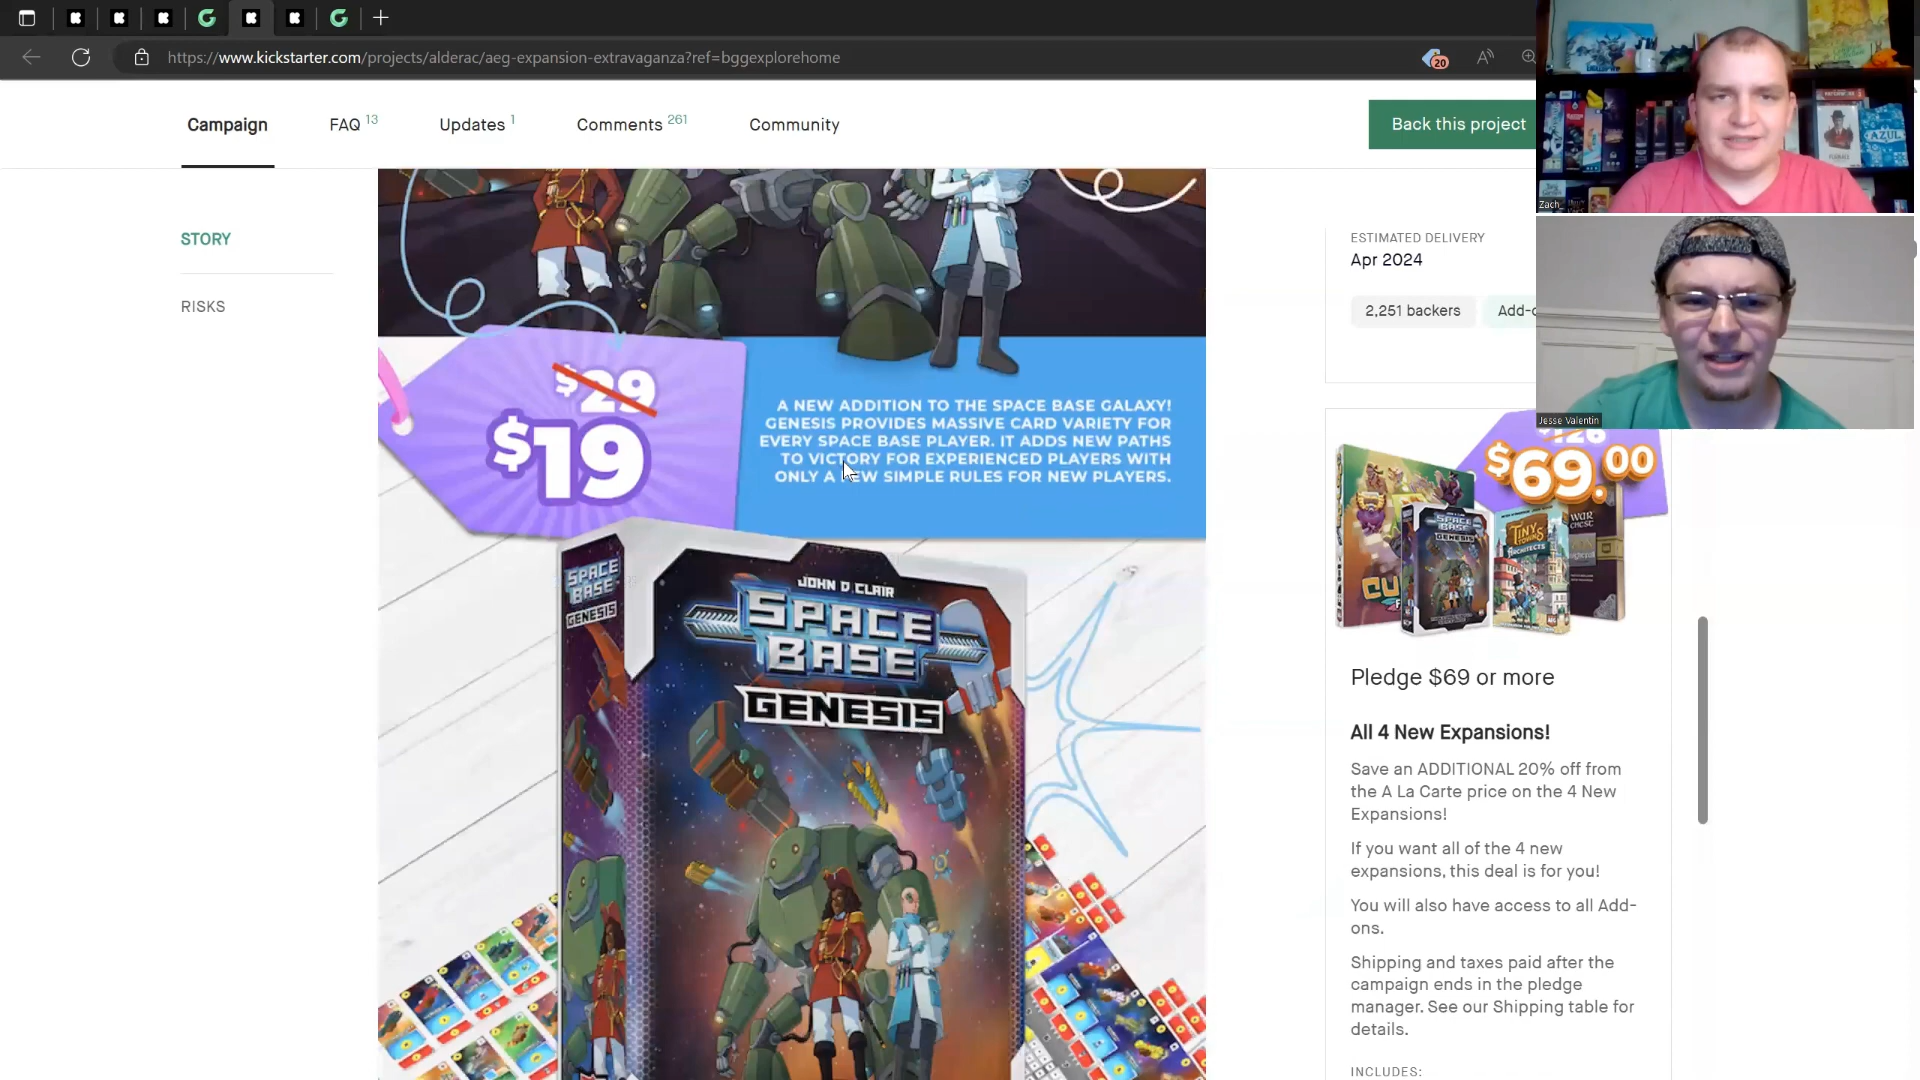 https://www.kickstarter.com/projects/alderac/aeg-expansion-extravaganza?ref=bggexplorehome
20
Campaign
FAQ 13
Updates 1
Comments 261
Community
Back this project
STORY
RISKS
$29
$19
A NEW ADDITION TO THE SPACE BASE GALAXY!
GENESIS PROVIDES MASSIVE CARD VARIETY FOR
EVERY SPACE BASE PLAYER. IT ADDS NEW PATHS
TO VICTORY FOR EXPERIENCED PLAYERS WITH
ONLY A NEW SIMPLE RULES FOR NEW PLAYERS.
SPACE
BASE
GENESIS
JOHN D. CLAIR
SPACE
BASE
GENESIS
ESTIMATED DELIVERY
Apr 2024
2,251 backers
$69.00
SPACE
BASE
GENESIS
TINY
TOWNS
ARCHITECTS
WAR
CHEST
Pledge $69 or more
All 4 New Expansions!
Save an ADDITIONAL 20% off from
the A La Carte price on the 4 New
Expansions!
If you want all of the 4 new
expansions, this deal is for you!
You will also have access to all Add-
ons.
Shipping and taxes paid after the
campaign ends in the pledge
manager. See our Shipping table for
details.
INCLUDES:
AZUL
Zach
Jesse Valentin